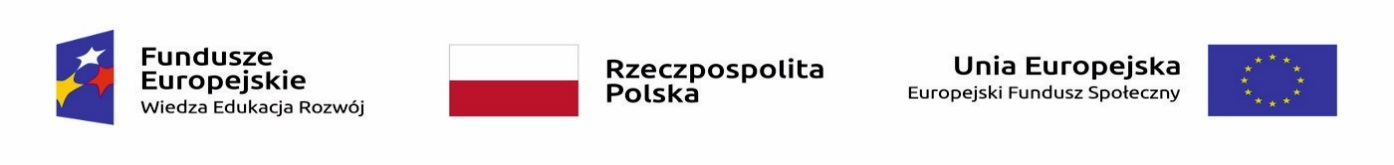 Fundusze
Europejskie
Wiedza Edukacja Rozwój
Rzeczpospolita
Polska
Unia Europejska
Europejski Fundusz Społeczny